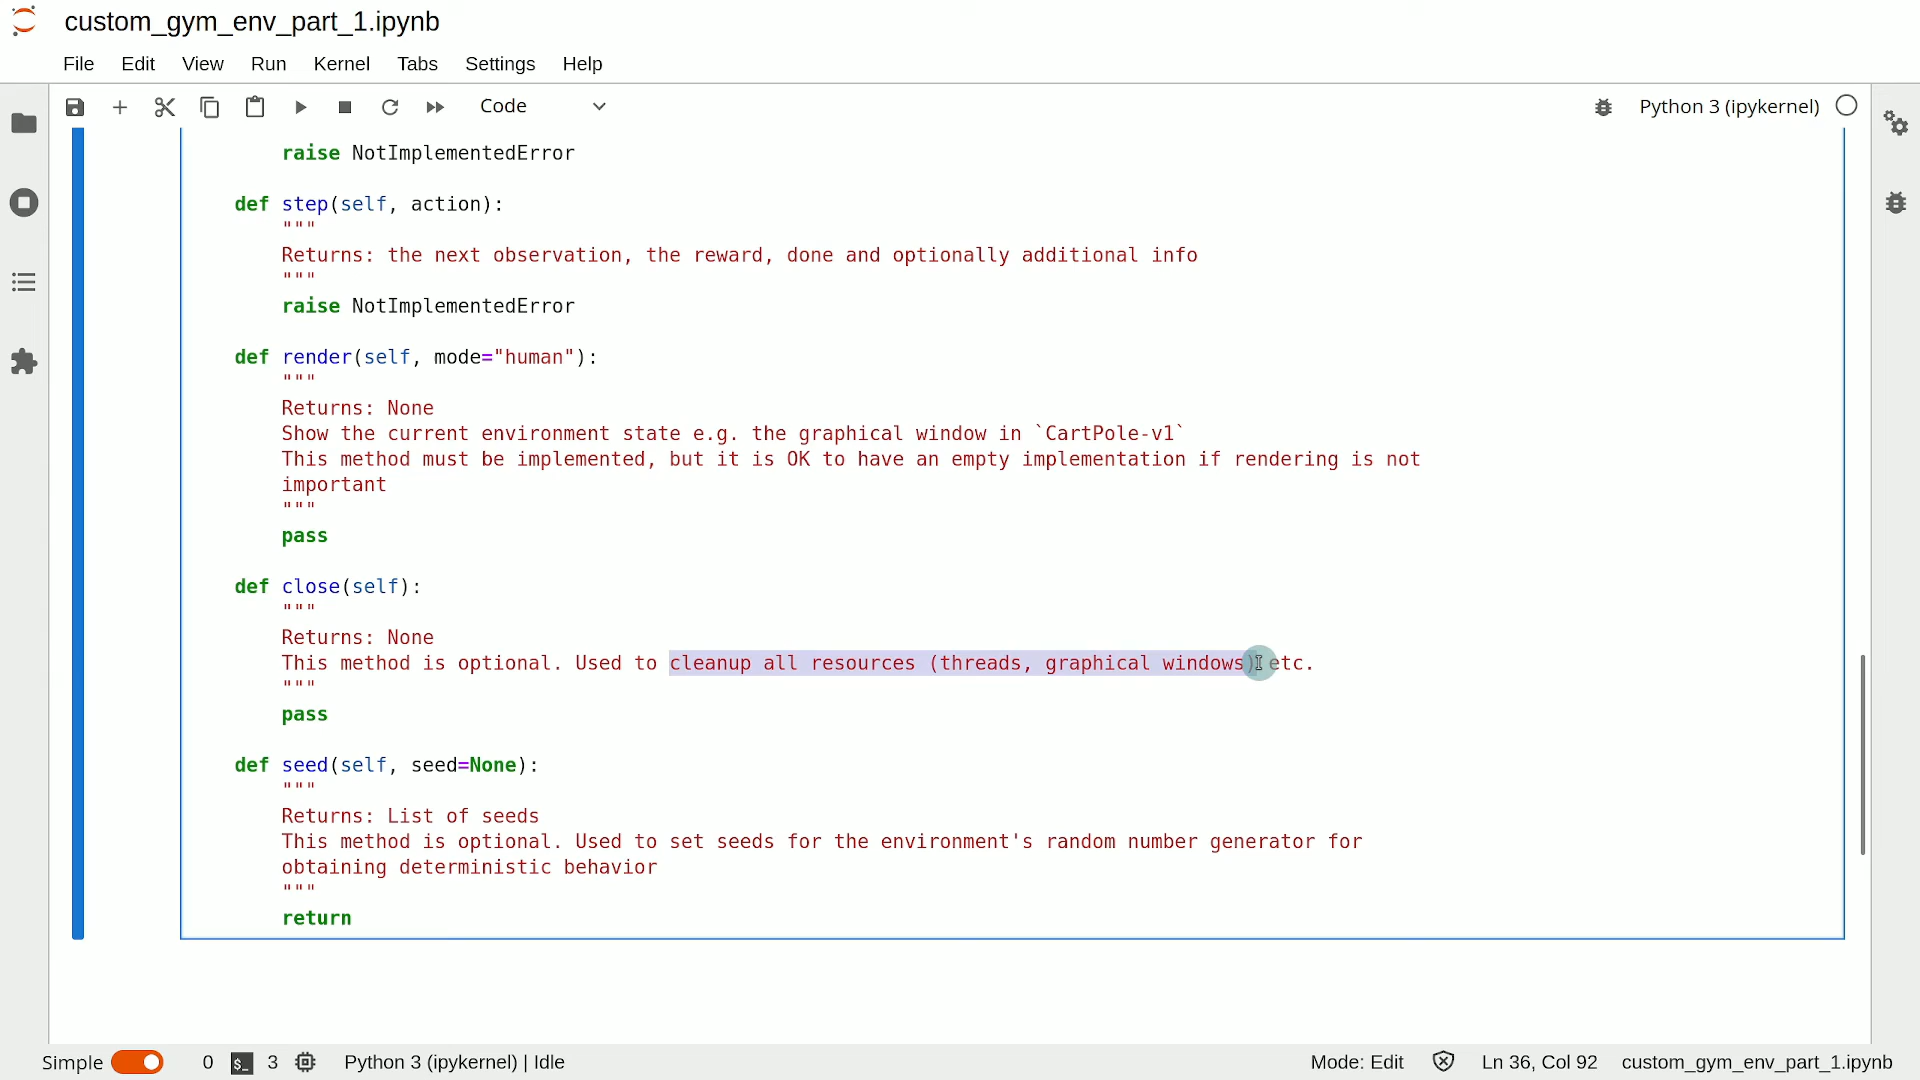 custom_gym_env_part_1.ipynb
File Edit View Run Kernel Tabs Settings Help
Code Python 3 (ipykernel)
raise NotImplementedError
def step(self, action):
"""
Returns: the next observation, the reward, done and optionally additional info
"""
raise NotImplementedError
def render(self, mode="human"):
"""
Returns: None
Show the current environment state e.g. the graphical window in `CartPole-v1`
This method must be implemented, but it is OK to have an empty implementation if rendering is not
important
"""
pass
def close(self):
"""
Returns: None
This method is optional. Used to cleanup all resources (threads, graphical windows) etc.
"""
pass
def seed(self, seed=None):
"""
Returns: List of seeds
This method is optional. Used to set seeds for the environment's random number generator for
obtaining deterministic behavior
"""
return
Simple 0 $_ 3 Python 3 (ipykernel) | Idle Mode: Edit Ln 36, Col 92 custom_gym_env_part_1.ipynb